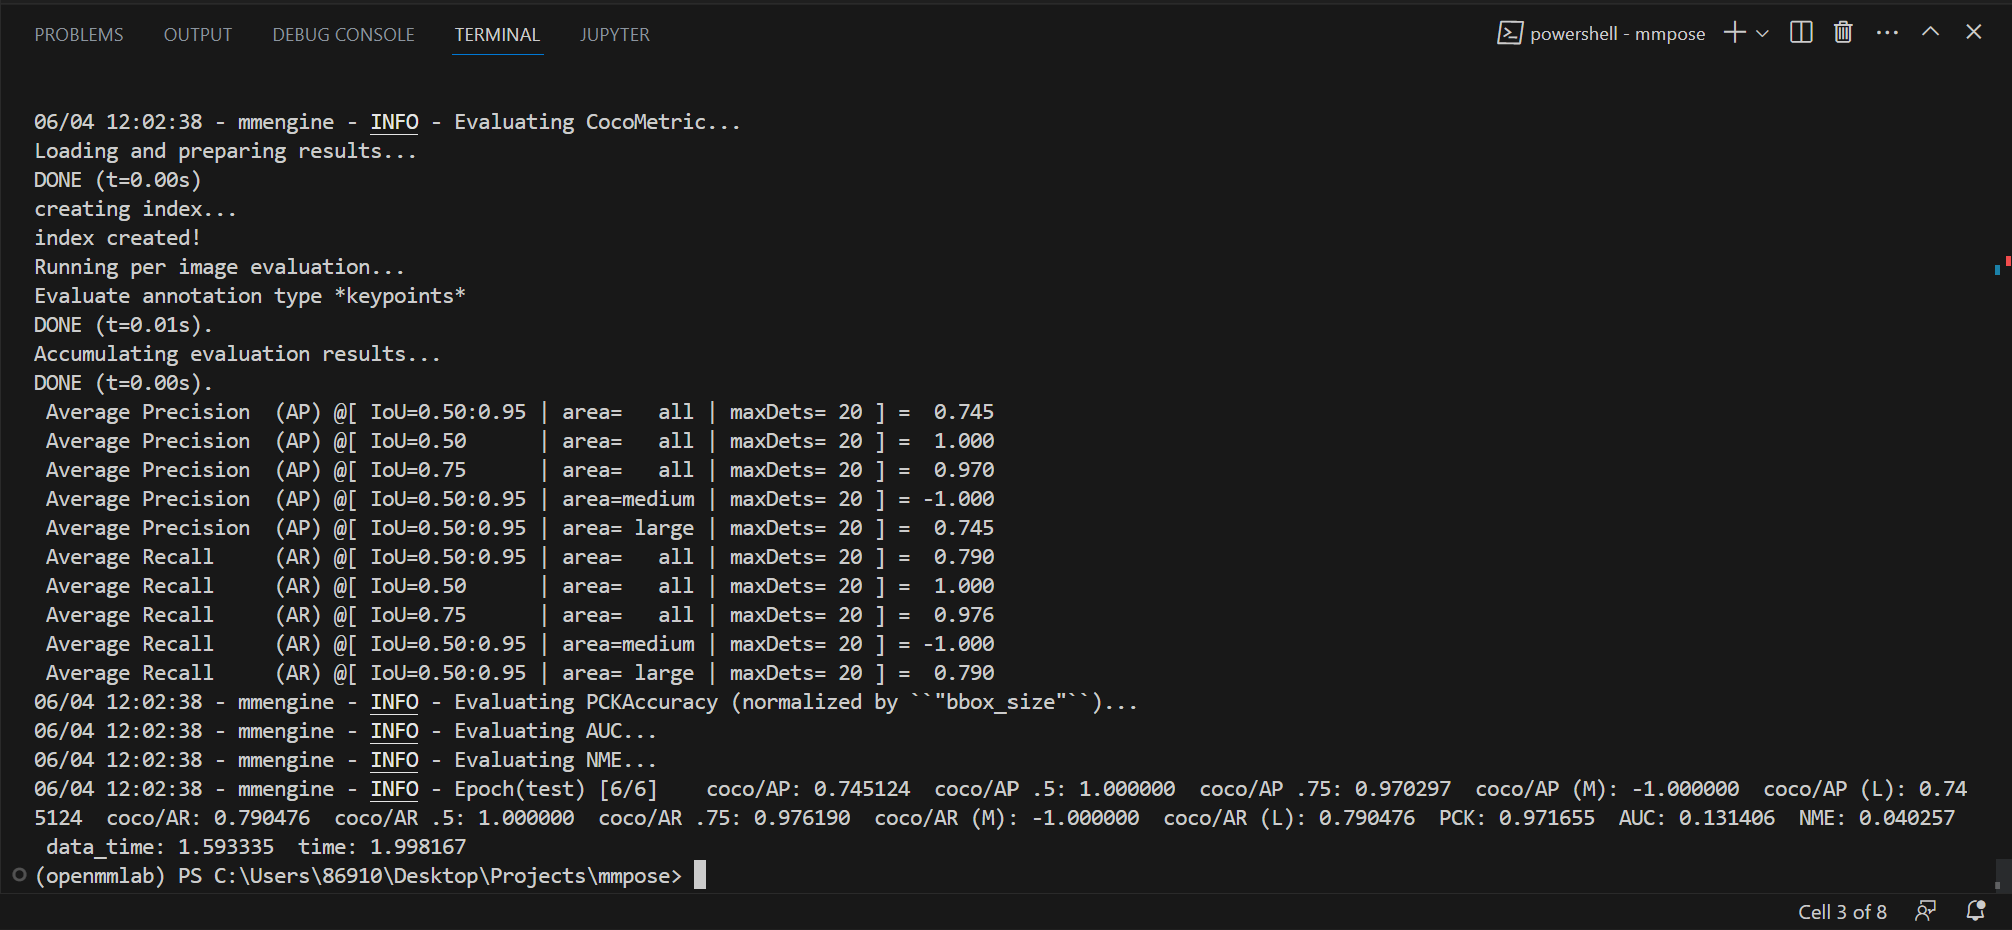 PROBLEMS OUTPUT DEBUG CONSOLE TERMINAL JUPYTER powershell - mmpose
06/04 12:02:38 - mmengine - INFO - Evaluating CocoMetric...
Loading and preparing results...
DONE (t=0.00s)
creating index...
index created!
Running per image evaluation...
Evaluate annotation type *keypoints*
DONE (t=0.01s).
Accumulating evaluation results...
DONE (t=0.00s).
 Average Precision  (AP) @[ IoU=0.50:0.95 | area=   all | maxDets= 20 ] =  0.745
 Average Precision  (AP) @[ IoU=0.50      | area=   all | maxDets= 20 ] =  1.000
 Average Precision  (AP) @[ IoU=0.75      | area=   all | maxDets= 20 ] =  0.970
 Average Precision  (AP) @[ IoU=0.50:0.95 | area=medium | maxDets= 20 ] = -1.000
 Average Precision  (AP) @[ IoU=0.50:0.95 | area= large | maxDets= 20 ] =  0.745
 Average Recall     (AR) @[ IoU=0.50:0.95 | area=   all | maxDets= 20 ] =  0.790
 Average Recall     (AR) @[ IoU=0.50      | area=   all | maxDets= 20 ] =  1.000
 Average Recall     (AR) @[ IoU=0.75      | area=   all | maxDets= 20 ] =  0.976
 Average Recall     (AR) @[ IoU=0.50:0.95 | area=medium | maxDets= 20 ] = -1.000
 Average Recall     (AR) @[ IoU=0.50:0.95 | area= large | maxDets= 20 ] =  0.790
06/04 12:02:38 - mmengine - INFO - Evaluating PCKAccuracy (normalized by ``"bbox_size"``)...
06/04 12:02:38 - mmengine - INFO - Evaluating AUC...
06/04 12:02:38 - mmengine - INFO - Evaluating NME...
06/04 12:02:38 - mmengine - INFO - Epoch(test) [6/6]    coco/AP: 0.745124  coco/AP .5: 1.000000  coco/AP .75: 0.970297  coco/AP (M): -1.000000  coco/AP (L): 0.74
5124  coco/AR: 0.790476  coco/AR .5: 1.000000  coco/AR .75: 0.976190  coco/AR (M): -1.000000  coco/AR (L): 0.790476  PCK: 0.971655  AUC: 0.131406  NME: 0.040257
 data_time: 1.593335  time: 1.998167
(openmmlab) PS C:\Users\86910\Desktop\Projects\mmpose>
Cell 3 of 8